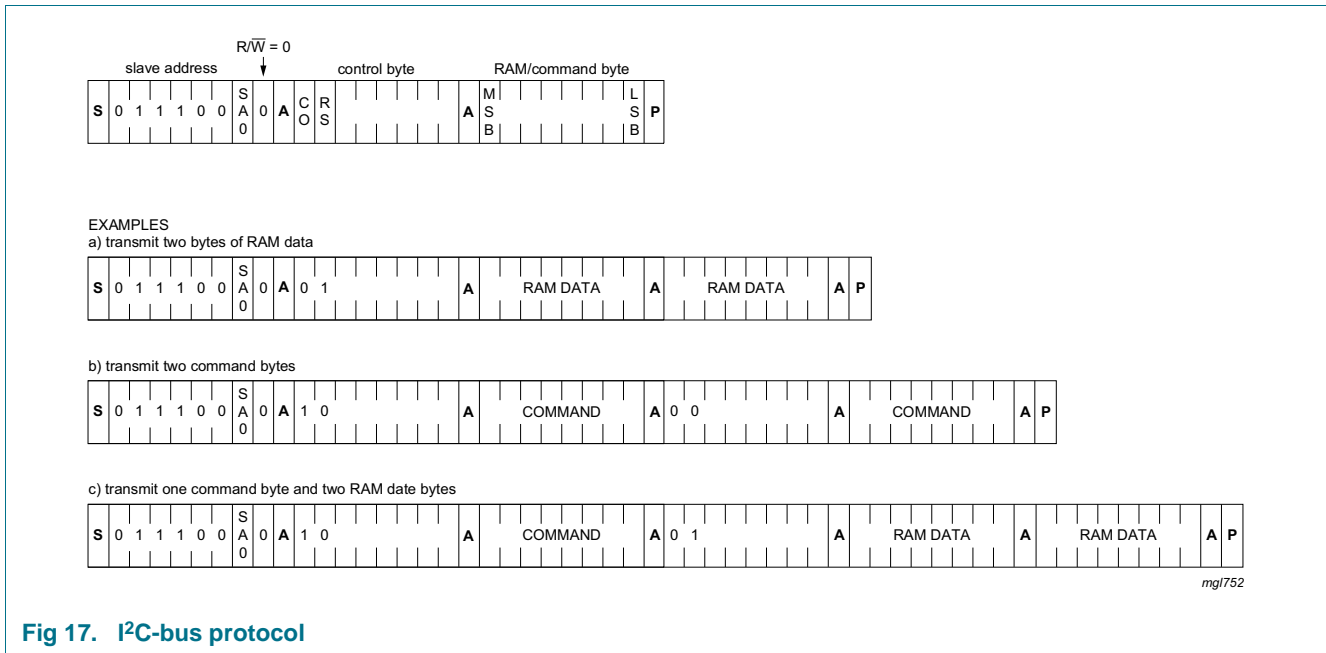 R/W̅ = 0
slave address control byte RAM/command byte
S 0 1 1 1 0 0 SA0 0 A CO RS A MSB LSB P
EXAMPLES
a) transmit two bytes of RAM data
S 0 1 1 1 0 0 SA0 0 A 0 1 A RAM DATA A RAM DATA A P
b) transmit two command bytes
S 0 1 1 1 0 0 SA0 0 A 1 0 A COMMAND A 0 0 A COMMAND A P
c) transmit one command byte and two RAM date bytes
S 0 1 1 1 0 0 SA0 0 A 1 0 A COMMAND A 0 1 A RAM DATA A RAM DATA A P
mgl752
Fig 17. I²C-bus protocol